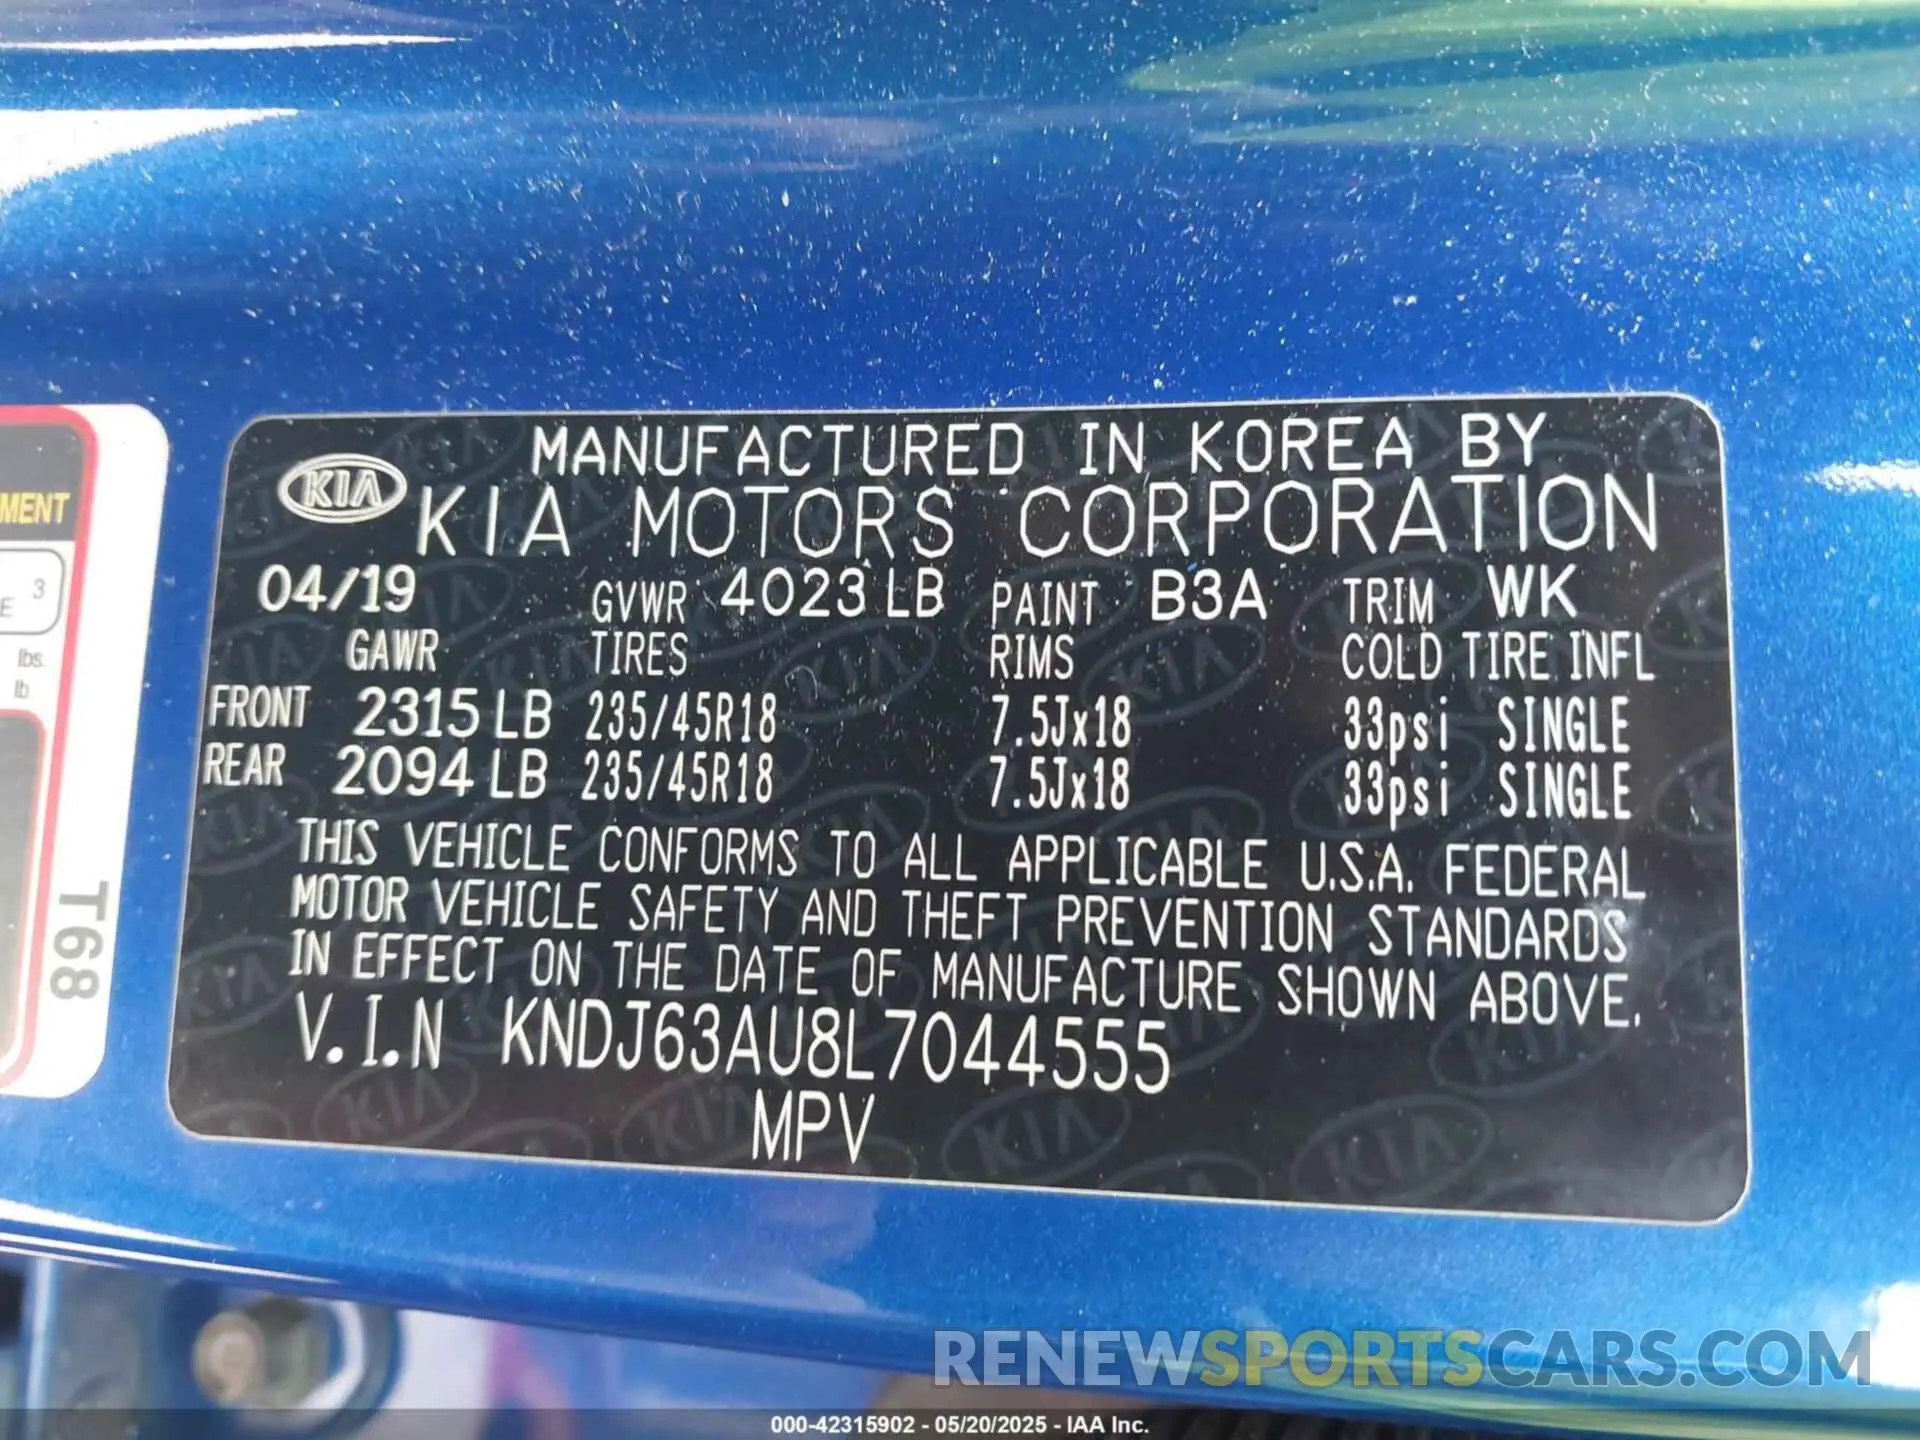 MANUFACTURED IN KOREA BY
KIA KIA MOTORS CORPORATION
04/19 GVWR 4023 LB PAINT B3A TRIM WK
GAWR TIRES RIMS COLD TIRE INFL
FRONT 2315 LB 235/45R18 7.5Jx18 33psi SINGLE
REAR 2094 LB 235/45R18 7.5Jx18 33psi SINGLE
THIS VEHICLE CONFORMS TO ALL APPLICABLE U.S.A. FEDERAL
MOTOR VEHICLE SAFETY AND THEFT PREVENTION STANDARDS
IN EFFECT ON THE DATE OF MANUFACTURE SHOWN ABOVE.
V.I.N KNDJ63AU8L7044555
MPV
MENT
3
E
lbs.
lb.
T68
RENEWSPORTSCARS.COM
000-42315902 - 05/20/2025 - IAA Inc.